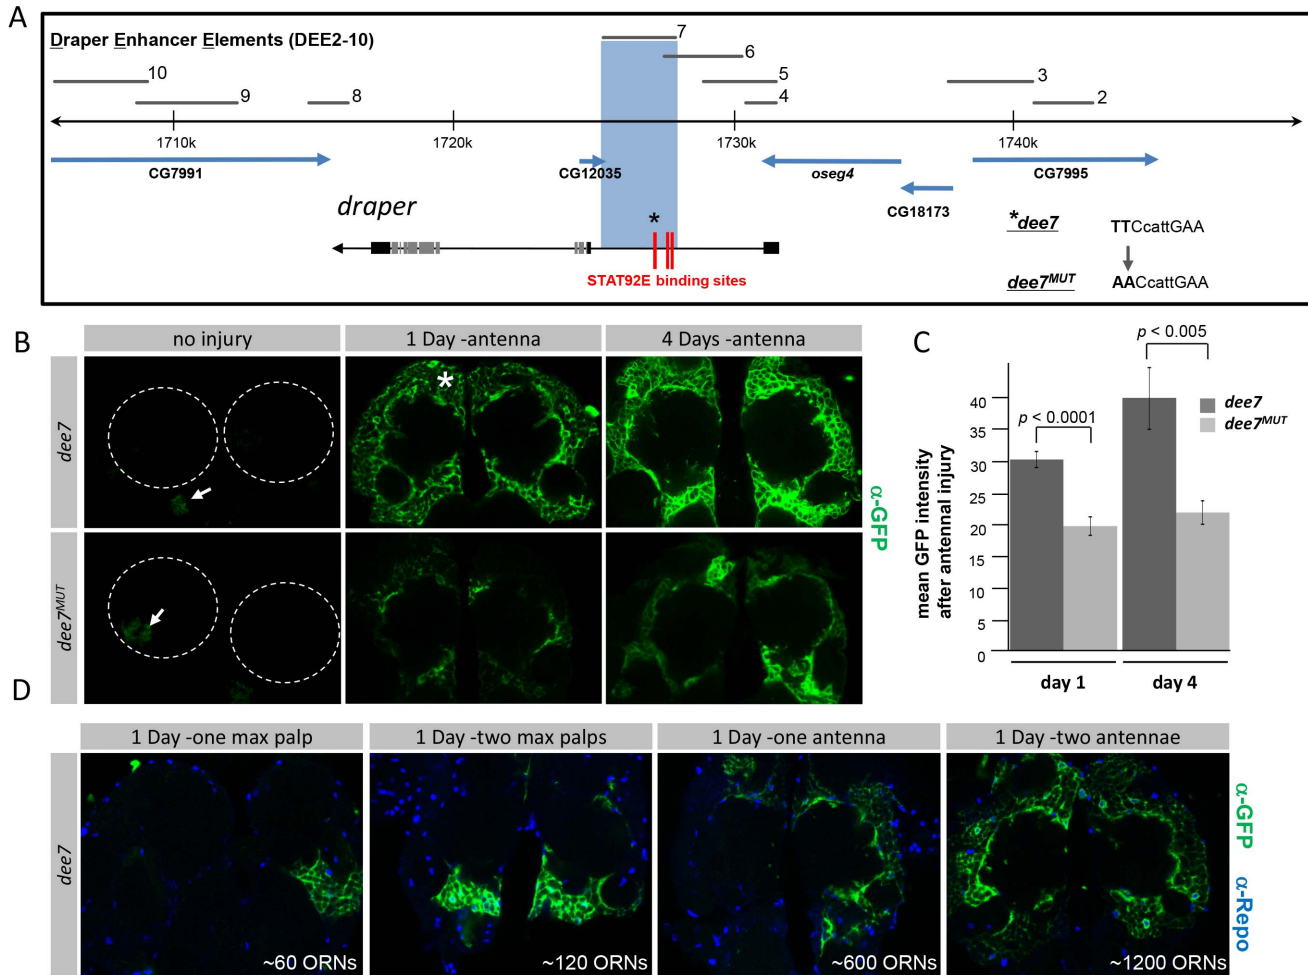 A
Draper Enhancer Elements (DEE2-10)
7
6
10
5
3
9
8
4
2
1710k
1720k
1730k
1740k
CG7991
CG12035
oseg4
CG7995
CG18173
draper
*
*dee7
TTCcattGAA
STAT92E binding sites
dee7MUT
AACcattGAA
B
no injury
1 Day -antenna
4 Days -antenna
dee7
*
dee7MUT
α-GFP
C
p < 0.005
p < 0.0001
dee7
dee7MUT
mean GFP intensity
after antennal injury
40
35
30
25
20
15
10
5
0
day 1
day 4
D
1 Day -one max palp
1 Day -two max palps
1 Day -one antenna
1 Day -two antennae
dee7
~60 ORNs
~120 ORNs
~600 ORNs
~1200 ORNs
α-GFP
α-Repo